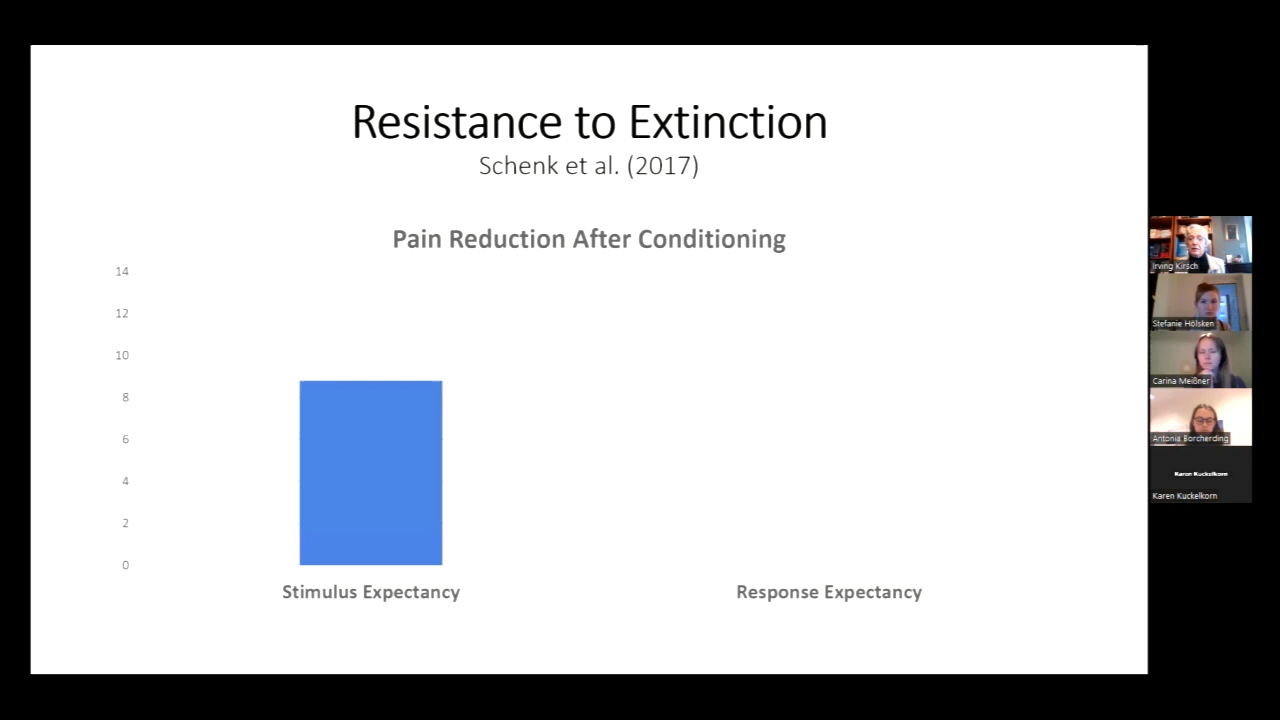 Resistance to Extinction
Schenk et al. (2017)
Pain Reduction After Conditioning
14
12
10
8
6
4
2
0
Stimulus Expectancy
Response Expectancy
Irving Kirsch
Stefanie Hölsken
Carina Meißner
Antonia Borcherding
Karen Kuckelkorn
Karen Kuckelkorn